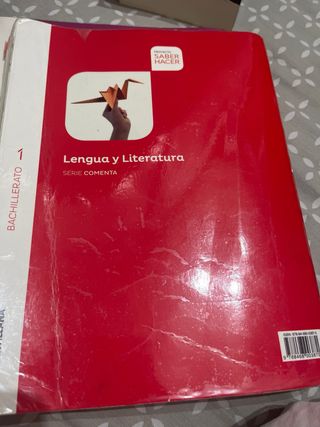 PROYECTO
SABER
HACER
Lengua y Literatura
SERIE COMENTA
BACHILLERATO 1